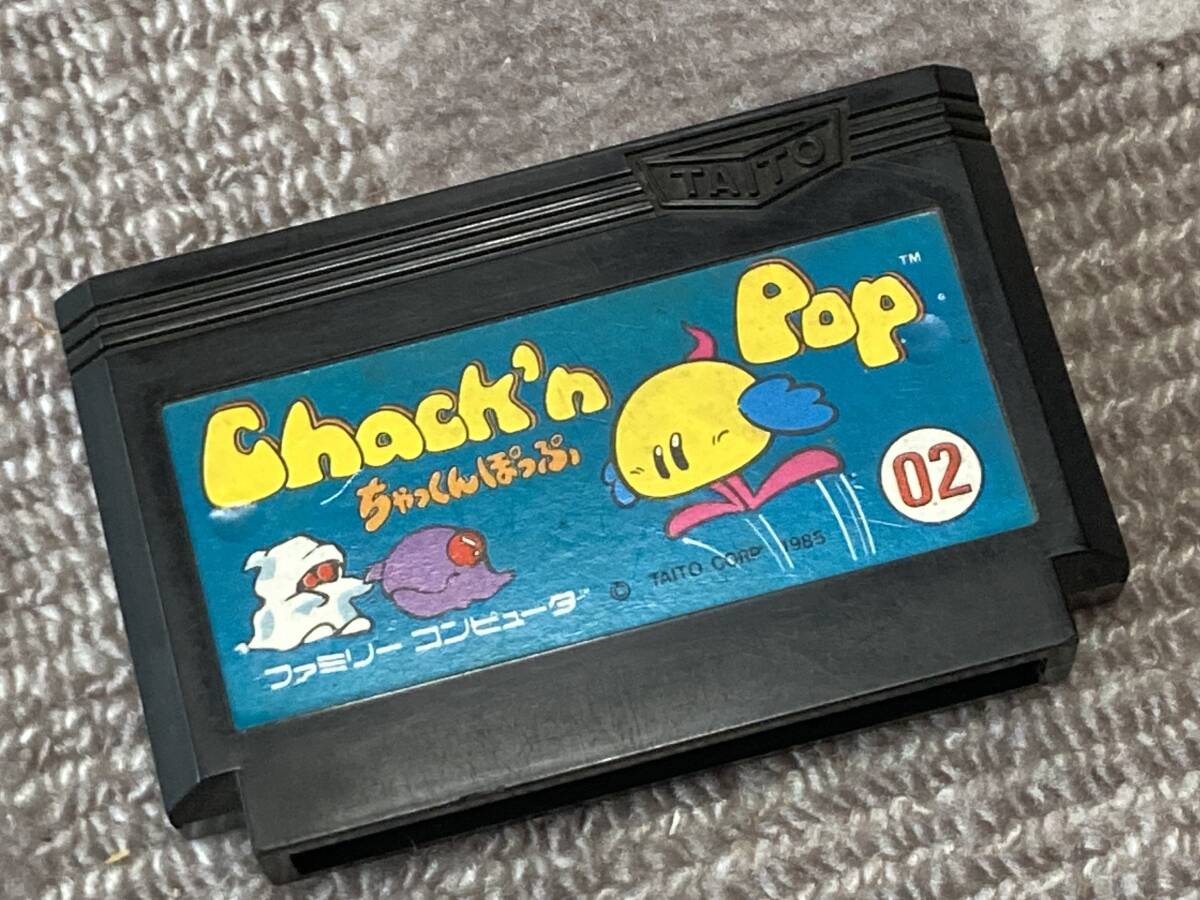 TAITO
Chack'n Pop TM
ちゃっくんぽっぷ
02
ファミリー コンピュータ
© TAITO CORP 1985